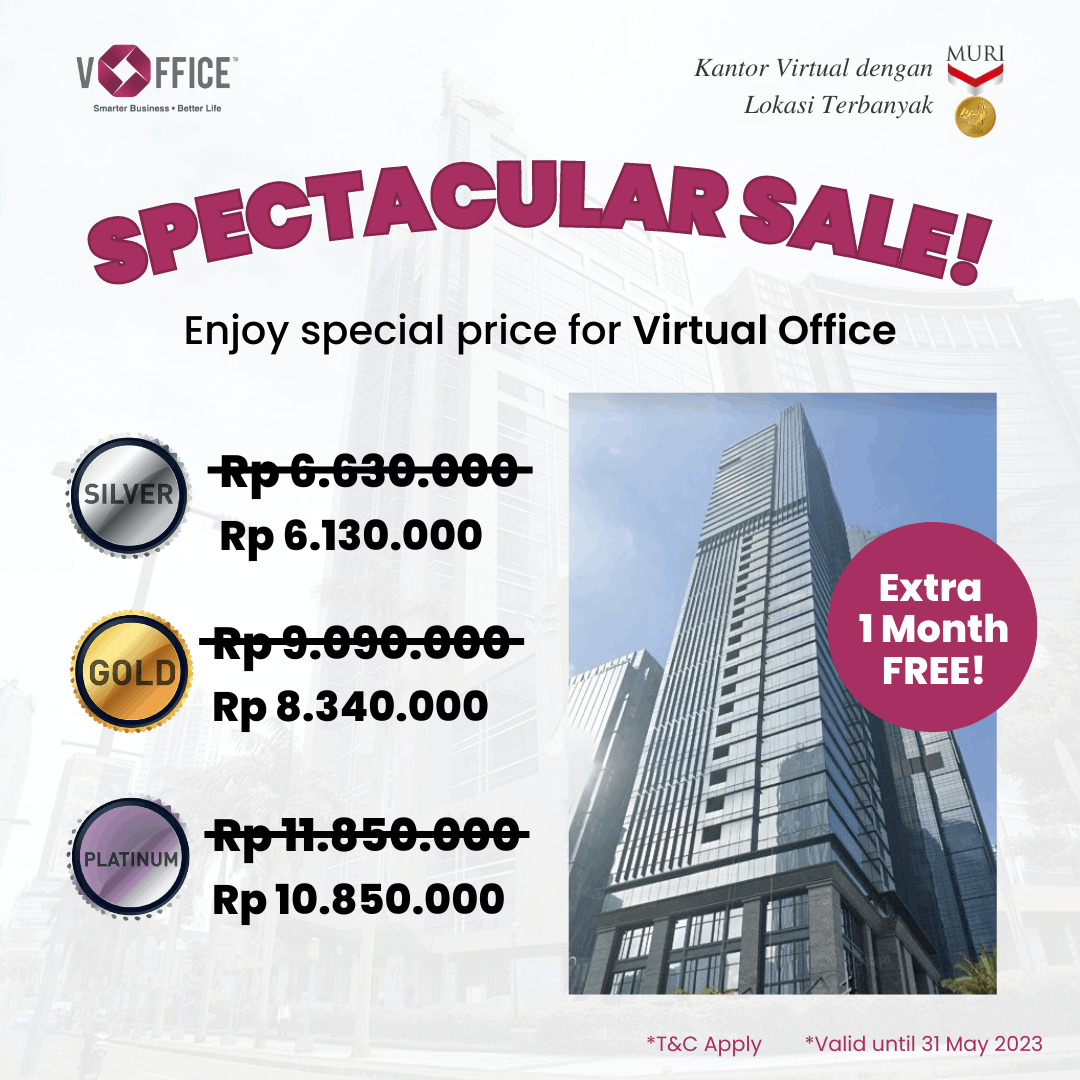 VOFFICE™
Smarter Business • Better Life
Kantor Virtual dengan
Lokasi Terbanyak
MURI
SPECTACULAR SALE!
Enjoy special price for Virtual Office
SILVER
Rp 6.630.000
Rp 6.130.000
GOLD
Rp 9.090.000
Rp 8.340.000
PLATINUM
Rp 11.850.000
Rp 10.850.000
Extra
1 Month
FREE!
*T&C Apply
*Valid until 31 May 2023